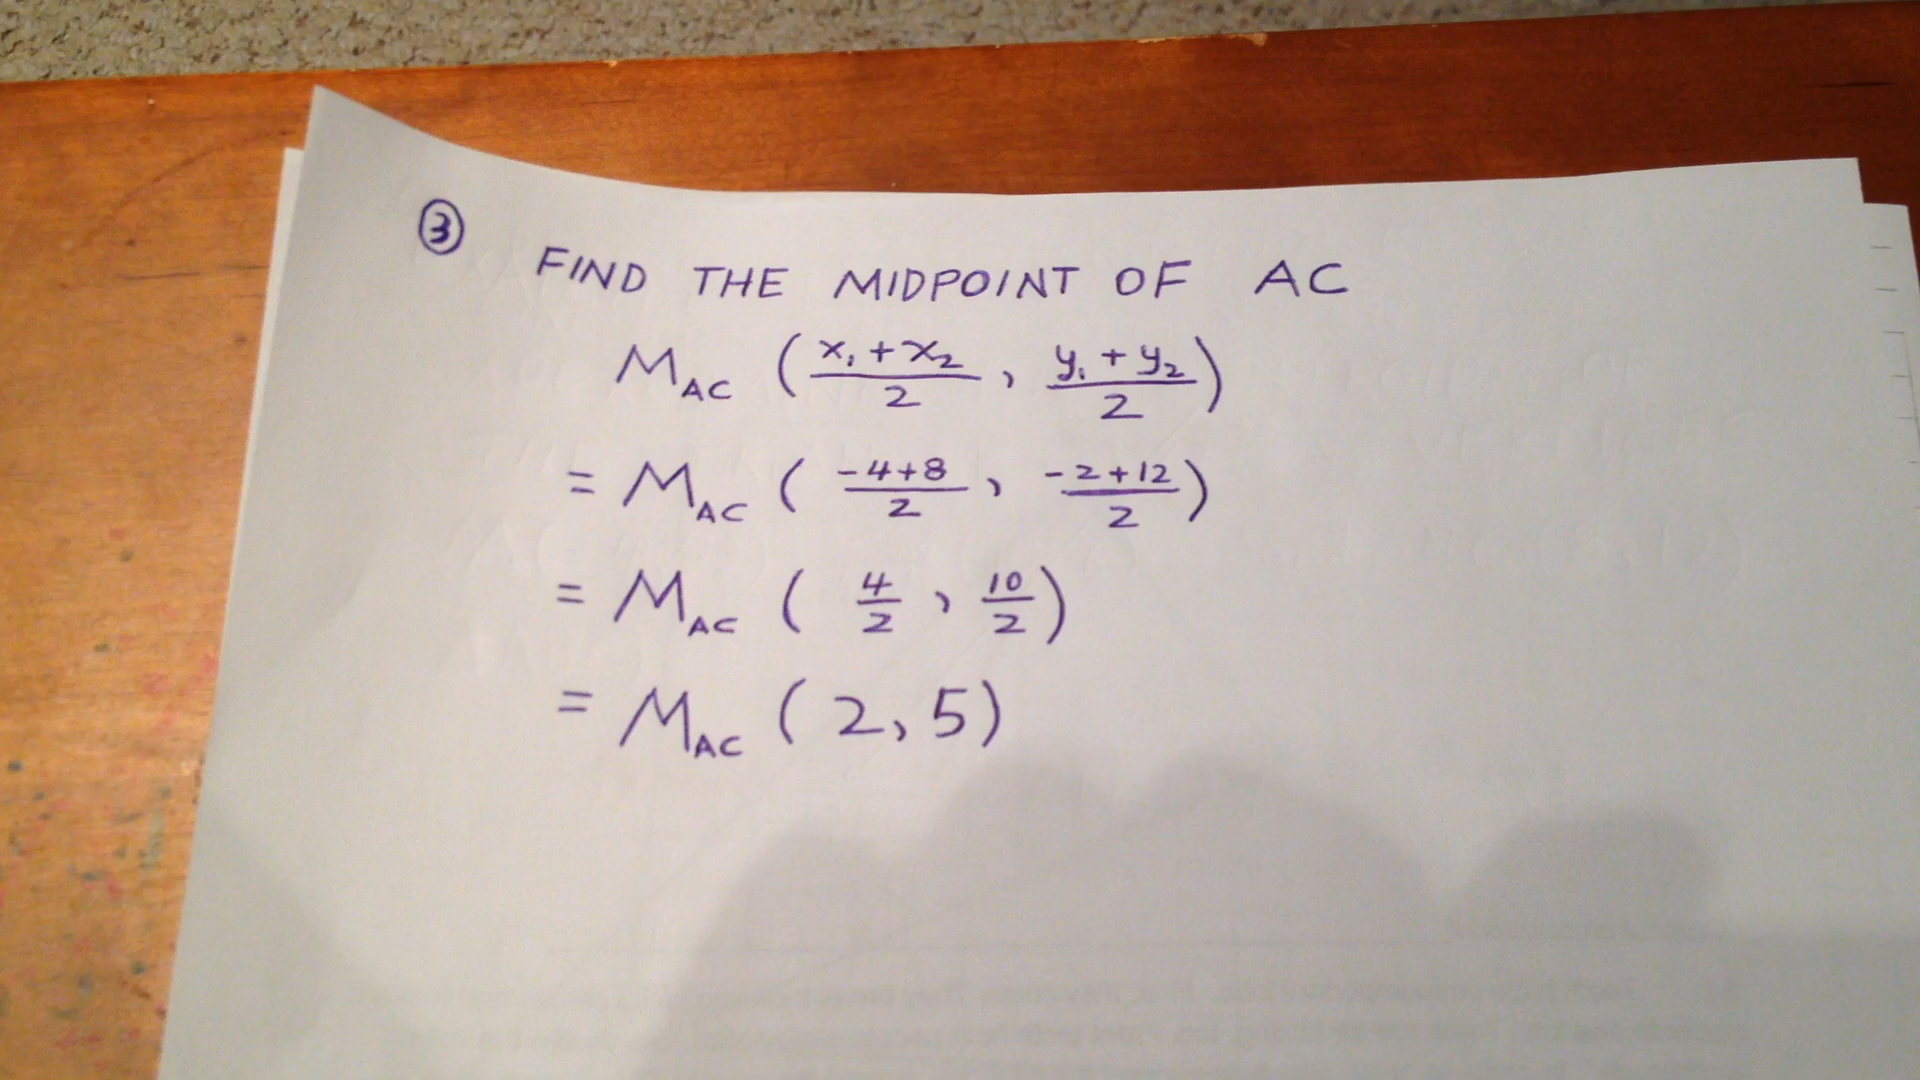 ③ FIND THE MIDPOINT OF AC
M_AC ( (x₁+x₂)/2 , (y₁+y₂)/2 )
= M_AC ( (-4+8)/2 , (-2+12)/2 )
= M_AC ( 4/2 , 10/2 )
= M_AC ( 2, 5 )